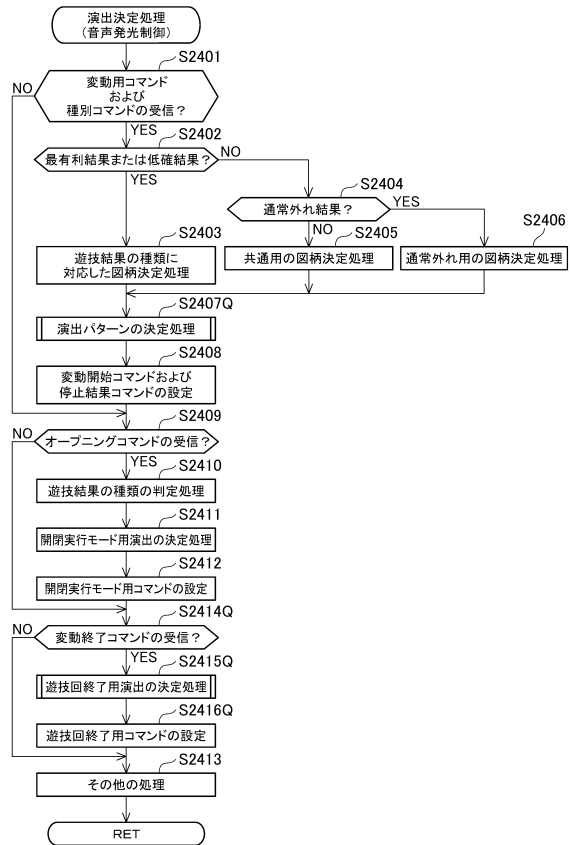 演出決定処理
(音声発光制御)
S2401
変動用コマンド
および
種別コマンドの受信？
NO
YES
S2402
最有利結果または低確結果？
NO
YES
S2404
通常外れ結果？
YES
NO
S2403
遊技結果の種類に
対応した図柄決定処理
S2405
共通用の図柄決定処理
S2406
通常外れ用の図柄決定処理
S2407Q
演出パターンの決定処理
S2408
変動開始コマンドおよび
停止結果コマンドの設定
S2409
NO
オープニングコマンドの受信？
YES
S2410
遊技結果の種類の判定処理
S2411
開閉実行モード用演出の決定処理
S2412
開閉実行モード用コマンドの設定
S2414Q
NO
変動終了コマンドの受信？
YES
S2415Q
遊技回終了用演出の決定処理
S2416Q
遊技回終了用コマンドの設定
S2413
その他の処理
RET